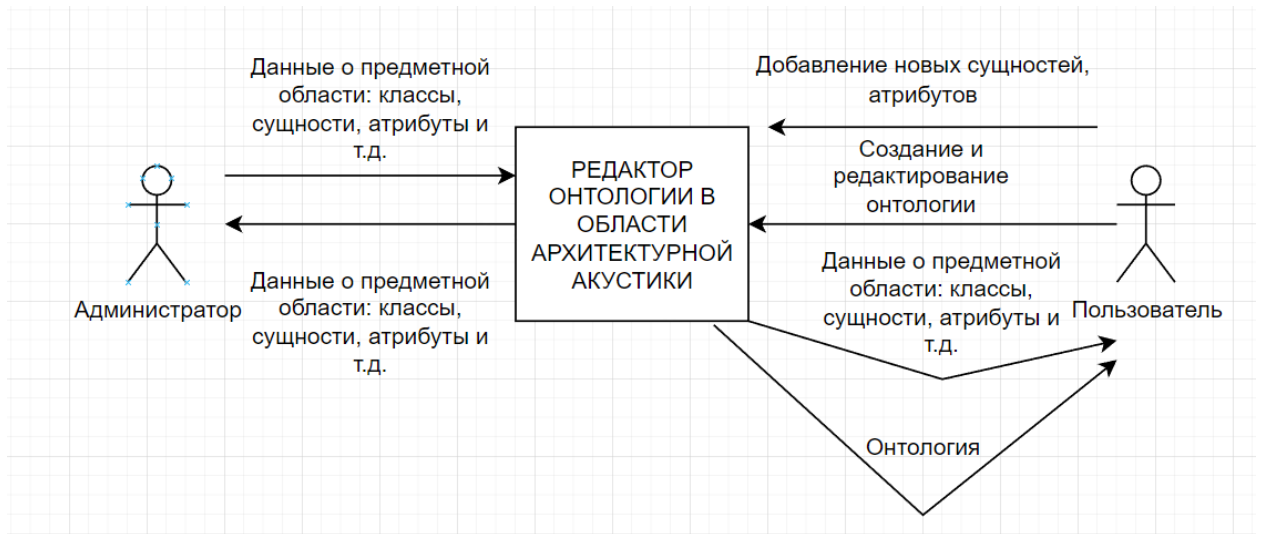 Данные о предметной
области: классы,
сущности, атрибуты и
т.д.
Администратор
Данные о предметной
области: классы,
сущности, атрибуты и
т.д.
РЕДАКТОР
ОНТОЛОГИИ В
ОБЛАСТИ
АРХИТЕКТУРНОЙ
АКУСТИКИ
Добавление новых сущностей,
атрибутов
Создание и
редактирование
онтологии
Данные о предметной
области: классы,
сущности, атрибуты и
т.д.
Пользователь
Онтология